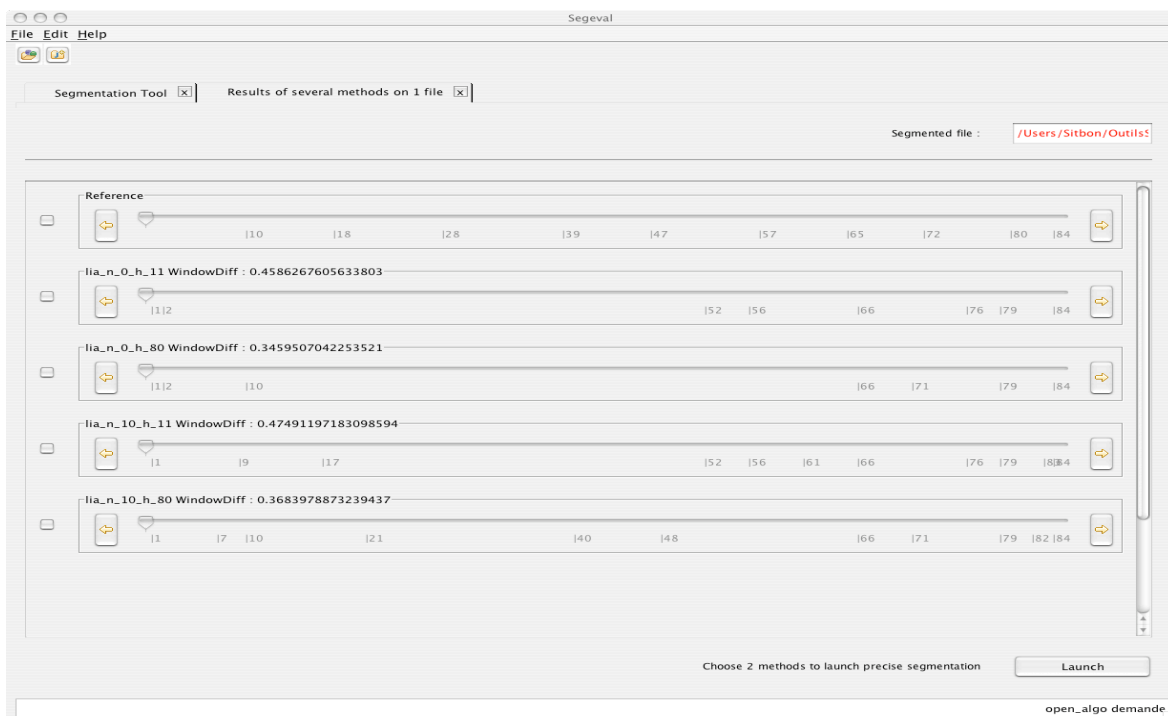 Segeval
File Edit Help
Segmentation Tool x Results of several methods on 1 file x
Segmented file : /Users/Sitbon/OutilsS
Reference
|10 |18 |28 |39 |47 |57 |65 |72 |80 |84
lia_n_0_h_11 WindowDiff : 0.4586267605633803
|1|2 |52 |56 |66 |76 |79 |84
lia_n_0_h_80 WindowDiff : 0.3459507042253521
|1|2 |10 |66 |71 |79 |84
lia_n_10_h_11 WindowDiff : 0.47491197183098594
|1 |9 |17 |52 |56 |61 |66 |76 |79 |83|84
lia_n_10_h_80 WindowDiff : 0.3683978873239437
|1 |7 |10 |21 |40 |48 |66 |71 |79 |82 |84
Choose 2 methods to launch precise segmentation Launch
open_algo demande